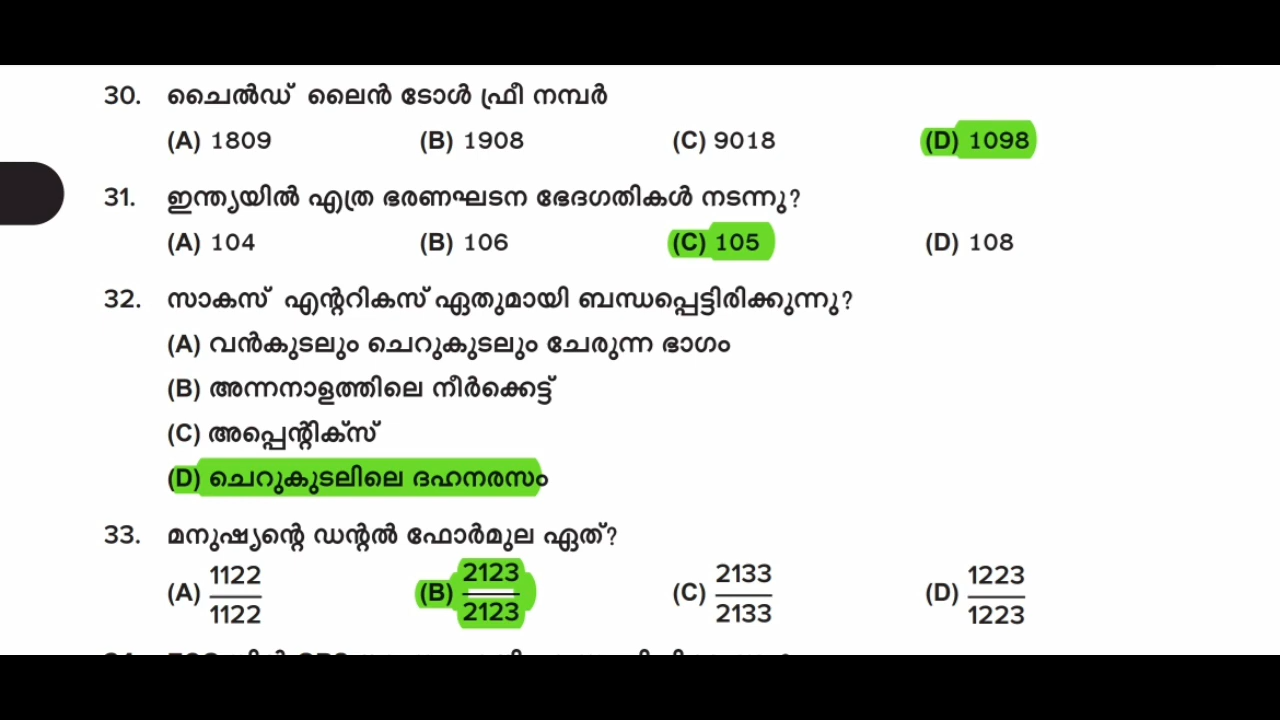 30. ചൈൽഡ് ലൈൻ ടോൾ ഫ്രീ നമ്പർ
(A) 1809 (B) 1908 (C) 9018 (D) 1098
31. ഇന്ത്യയിൽ എത്ര ഭരണഘടന ഭേദഗതികൾ നടന്നു?
(A) 104 (B) 106 (C) 105 (D) 108
32. സാകസ് എന്ററികസ് ഏതുമായി ബന്ധപ്പെട്ടിരിക്കുന്നു?
(A) വൻകുടലും ചെറുകുടലും ചേരുന്ന ഭാഗം
(B) അന്നനാളത്തിലെ നീർക്കെട്ട്
(C) അപ്പെന്റിക്സ്
(D) ചെറുകുടലിലെ ദഹനരസം
33. മനുഷ്യന്റെ ഡന്റൽ ഫോർമുല ഏത്?
(A) 1122/1122 (B) 2123/2123 (C) 2133/2133 (D) 1223/1223